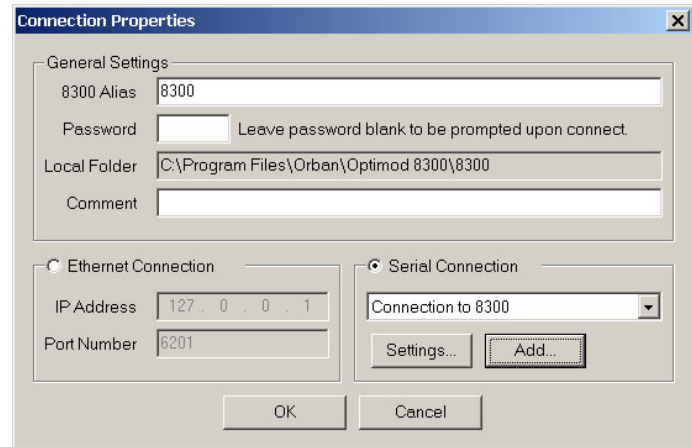 Connection Properties
General Settings
8300 Alias 8300
Password Leave password blank to be prompted upon connect.
Local Folder C:\Program Files\Orban\Optimod 8300\8300
Comment
Ethernet Connection
IP Address 127 . 0 . 0 . 1
Port Number 6201
Serial Connection
Connection to 8300
Settings... Add...
OK Cancel